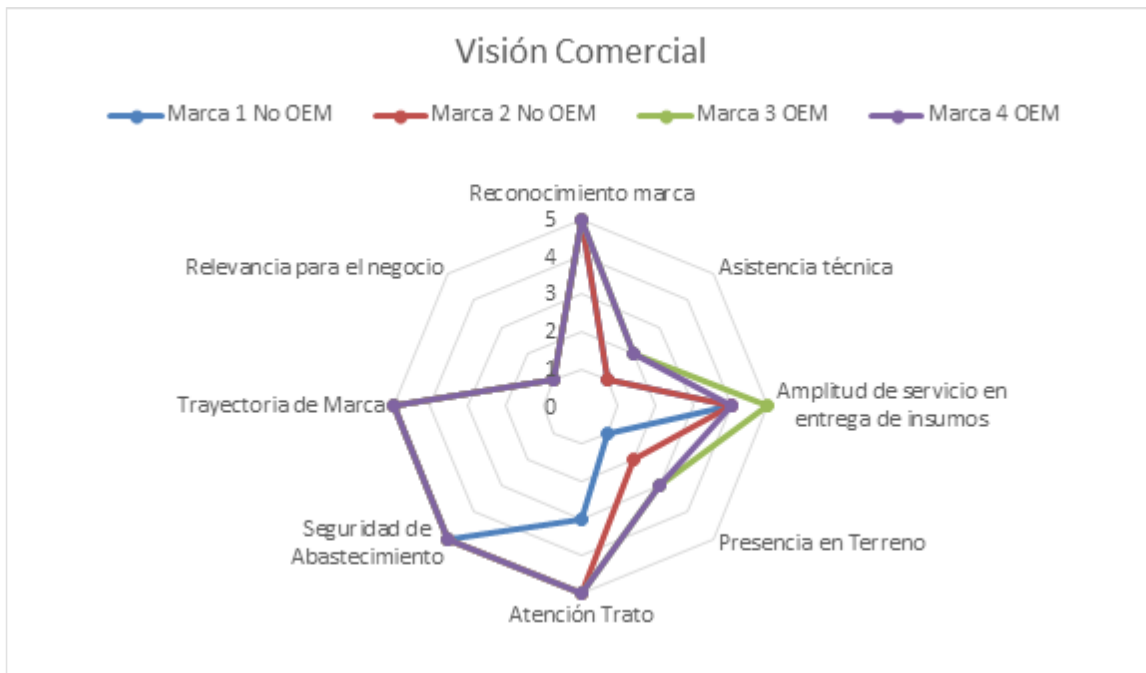 Visión Comercial
Marca 1 No OEM
Marca 2 No OEM
Marca 3 OEM
Marca 4 OEM
Reconocimiento marca
5
4
3
2
1
0
Relevancia para el negocio
Asistencia técnica
Trayectoria de Marca
Amplitud de servicio en
entrega de insumos
Seguridad de
Abastecimiento
Presencia en Terreno
Atención Trato